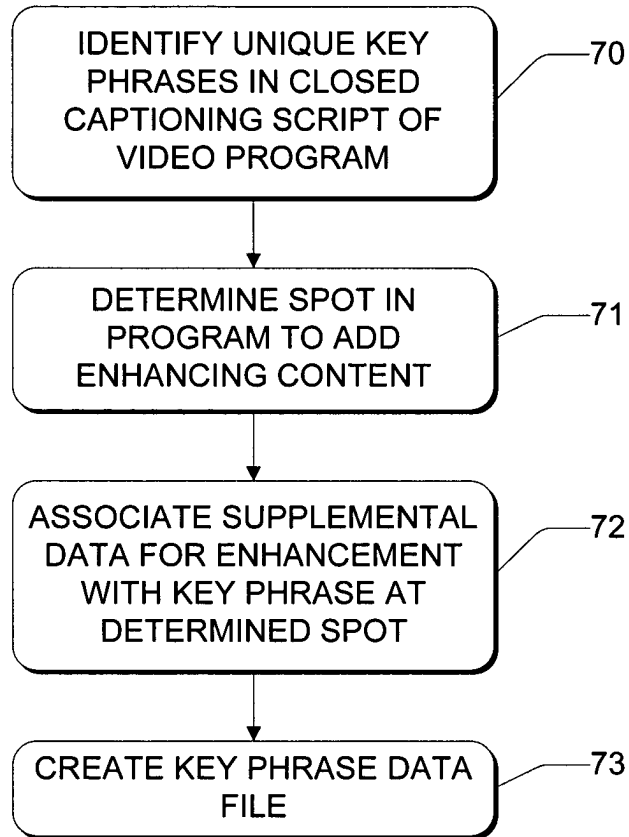 IDENTIFY UNIQUE KEY
PHRASES IN CLOSED
CAPTIONING SCRIPT OF
VIDEO PROGRAM
70
DETERMINE SPOT IN
PROGRAM TO ADD
ENHANCING CONTENT
71
ASSOCIATE SUPPLEMENTAL
DATA FOR ENHANCEMENT
WITH KEY PHRASE AT
DETERMINED SPOT
72
CREATE KEY PHRASE DATA
FILE
73